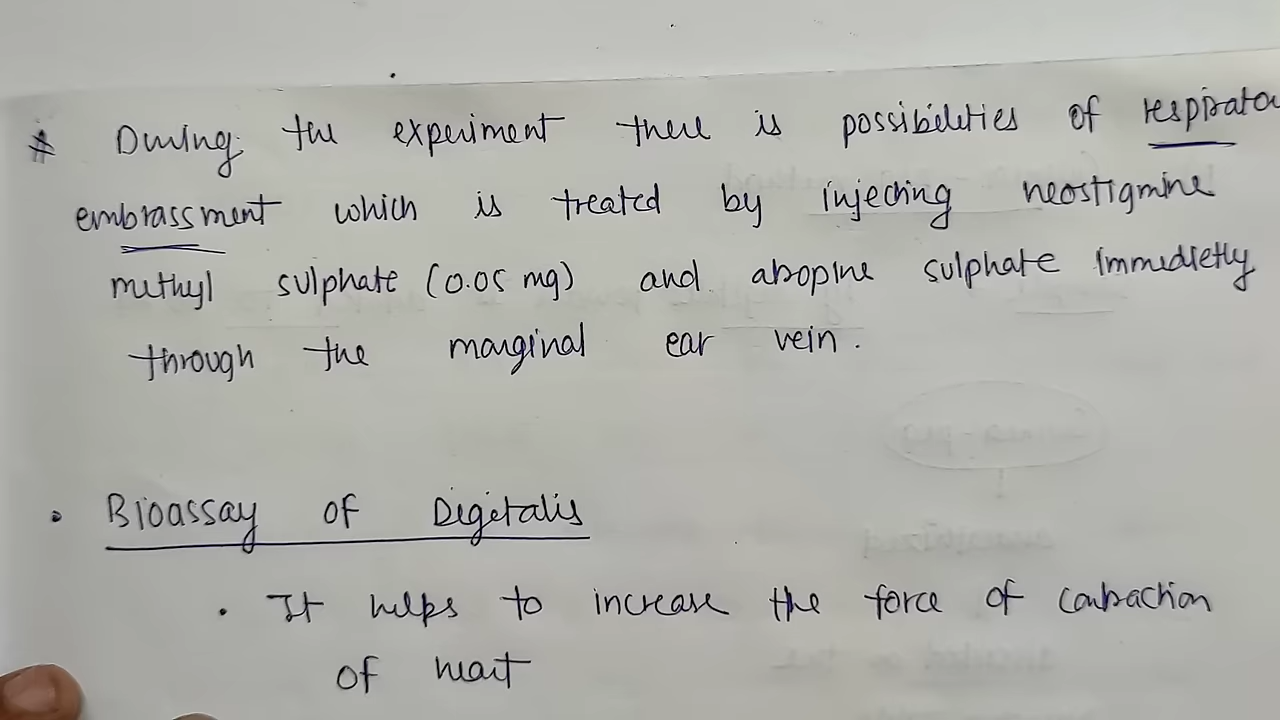 * During the experiment there is possibilities of respirato
embrassment which is treated by injecting neostigmine
methyl sulphate (0.05 mg) and atropine sulphate immedietly
through the marginal ear vein.
• Bioassay of Digitalis
• It helps to increase the force of contraction
of heart